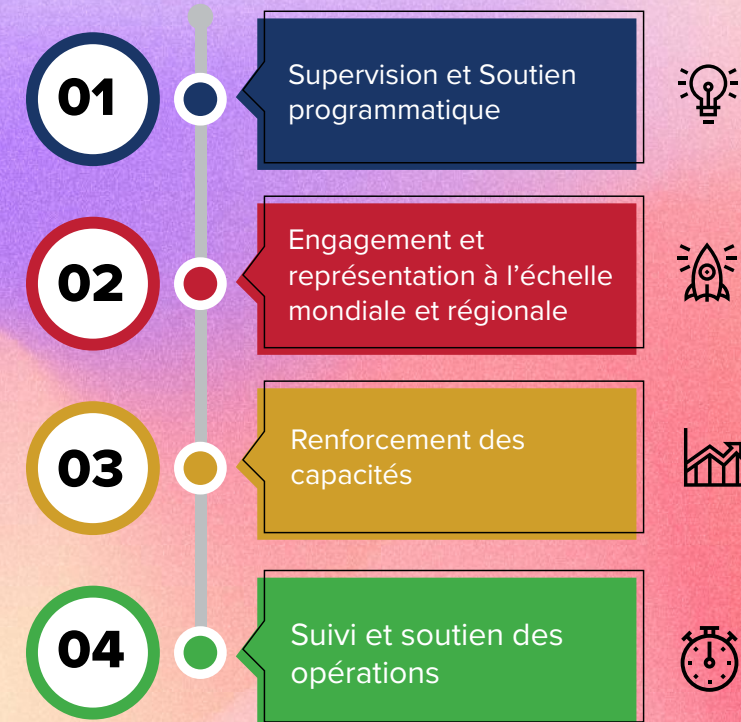 01
Supervision et Soutien
programmatique
02
Engagement et
représentation à l’échelle
mondiale et régionale
03
Renforcement des
capacités
04
Suivi et soutien des
opérations